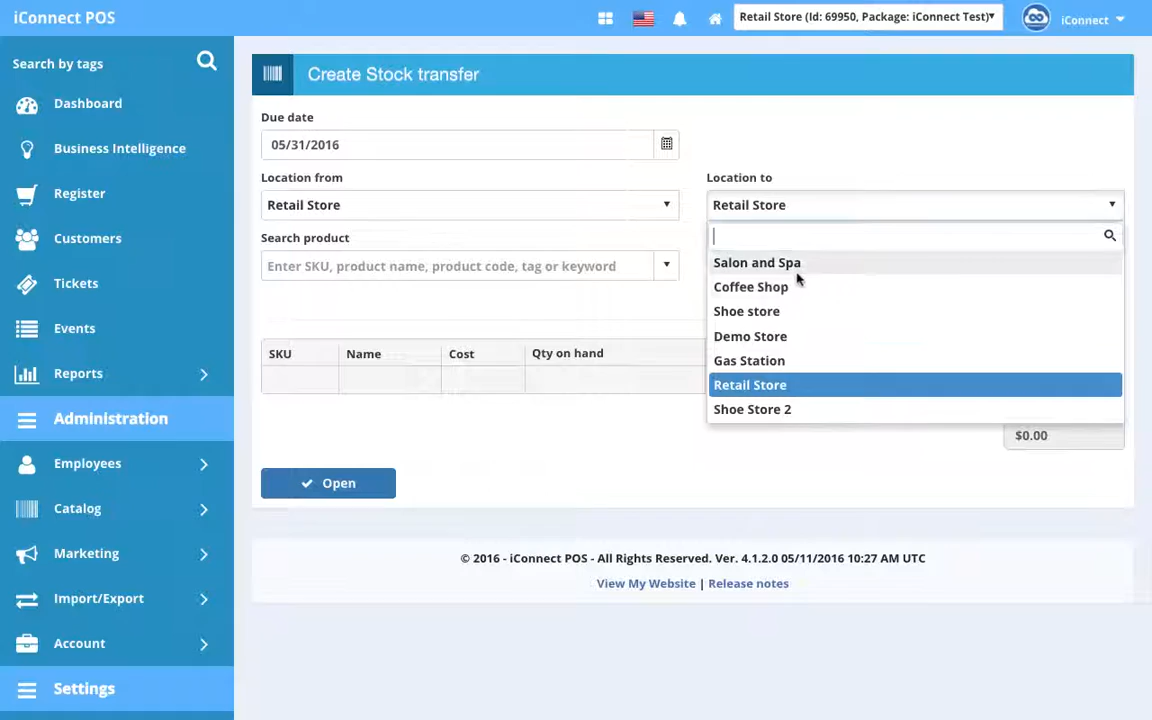 iConnect POS
Retail Store (Id: 69950, Package: iConnect Test)
iConnect
Search by tags
Dashboard
Business Intelligence
Register
Customers
Tickets
Events
Reports
Administration
Employees
Catalog
Marketing
Import/Export
Account
Settings
Create Stock transfer
Due date
05/31/2016
Location from
Location to
Retail Store
Retail Store
Search product
Enter SKU, product name, product code, tag or keyword
Salon and Spa
Coffee Shop
Shoe store
Demo Store
Gas Station
Retail Store
Shoe Store 2
SKU Name Cost Qty on hand
$0.00
Open
© 2016 - iConnect POS - All Rights Reserved. Ver. 4.1.2.0 05/11/2016 10:27 AM UTC
View My Website | Release notes